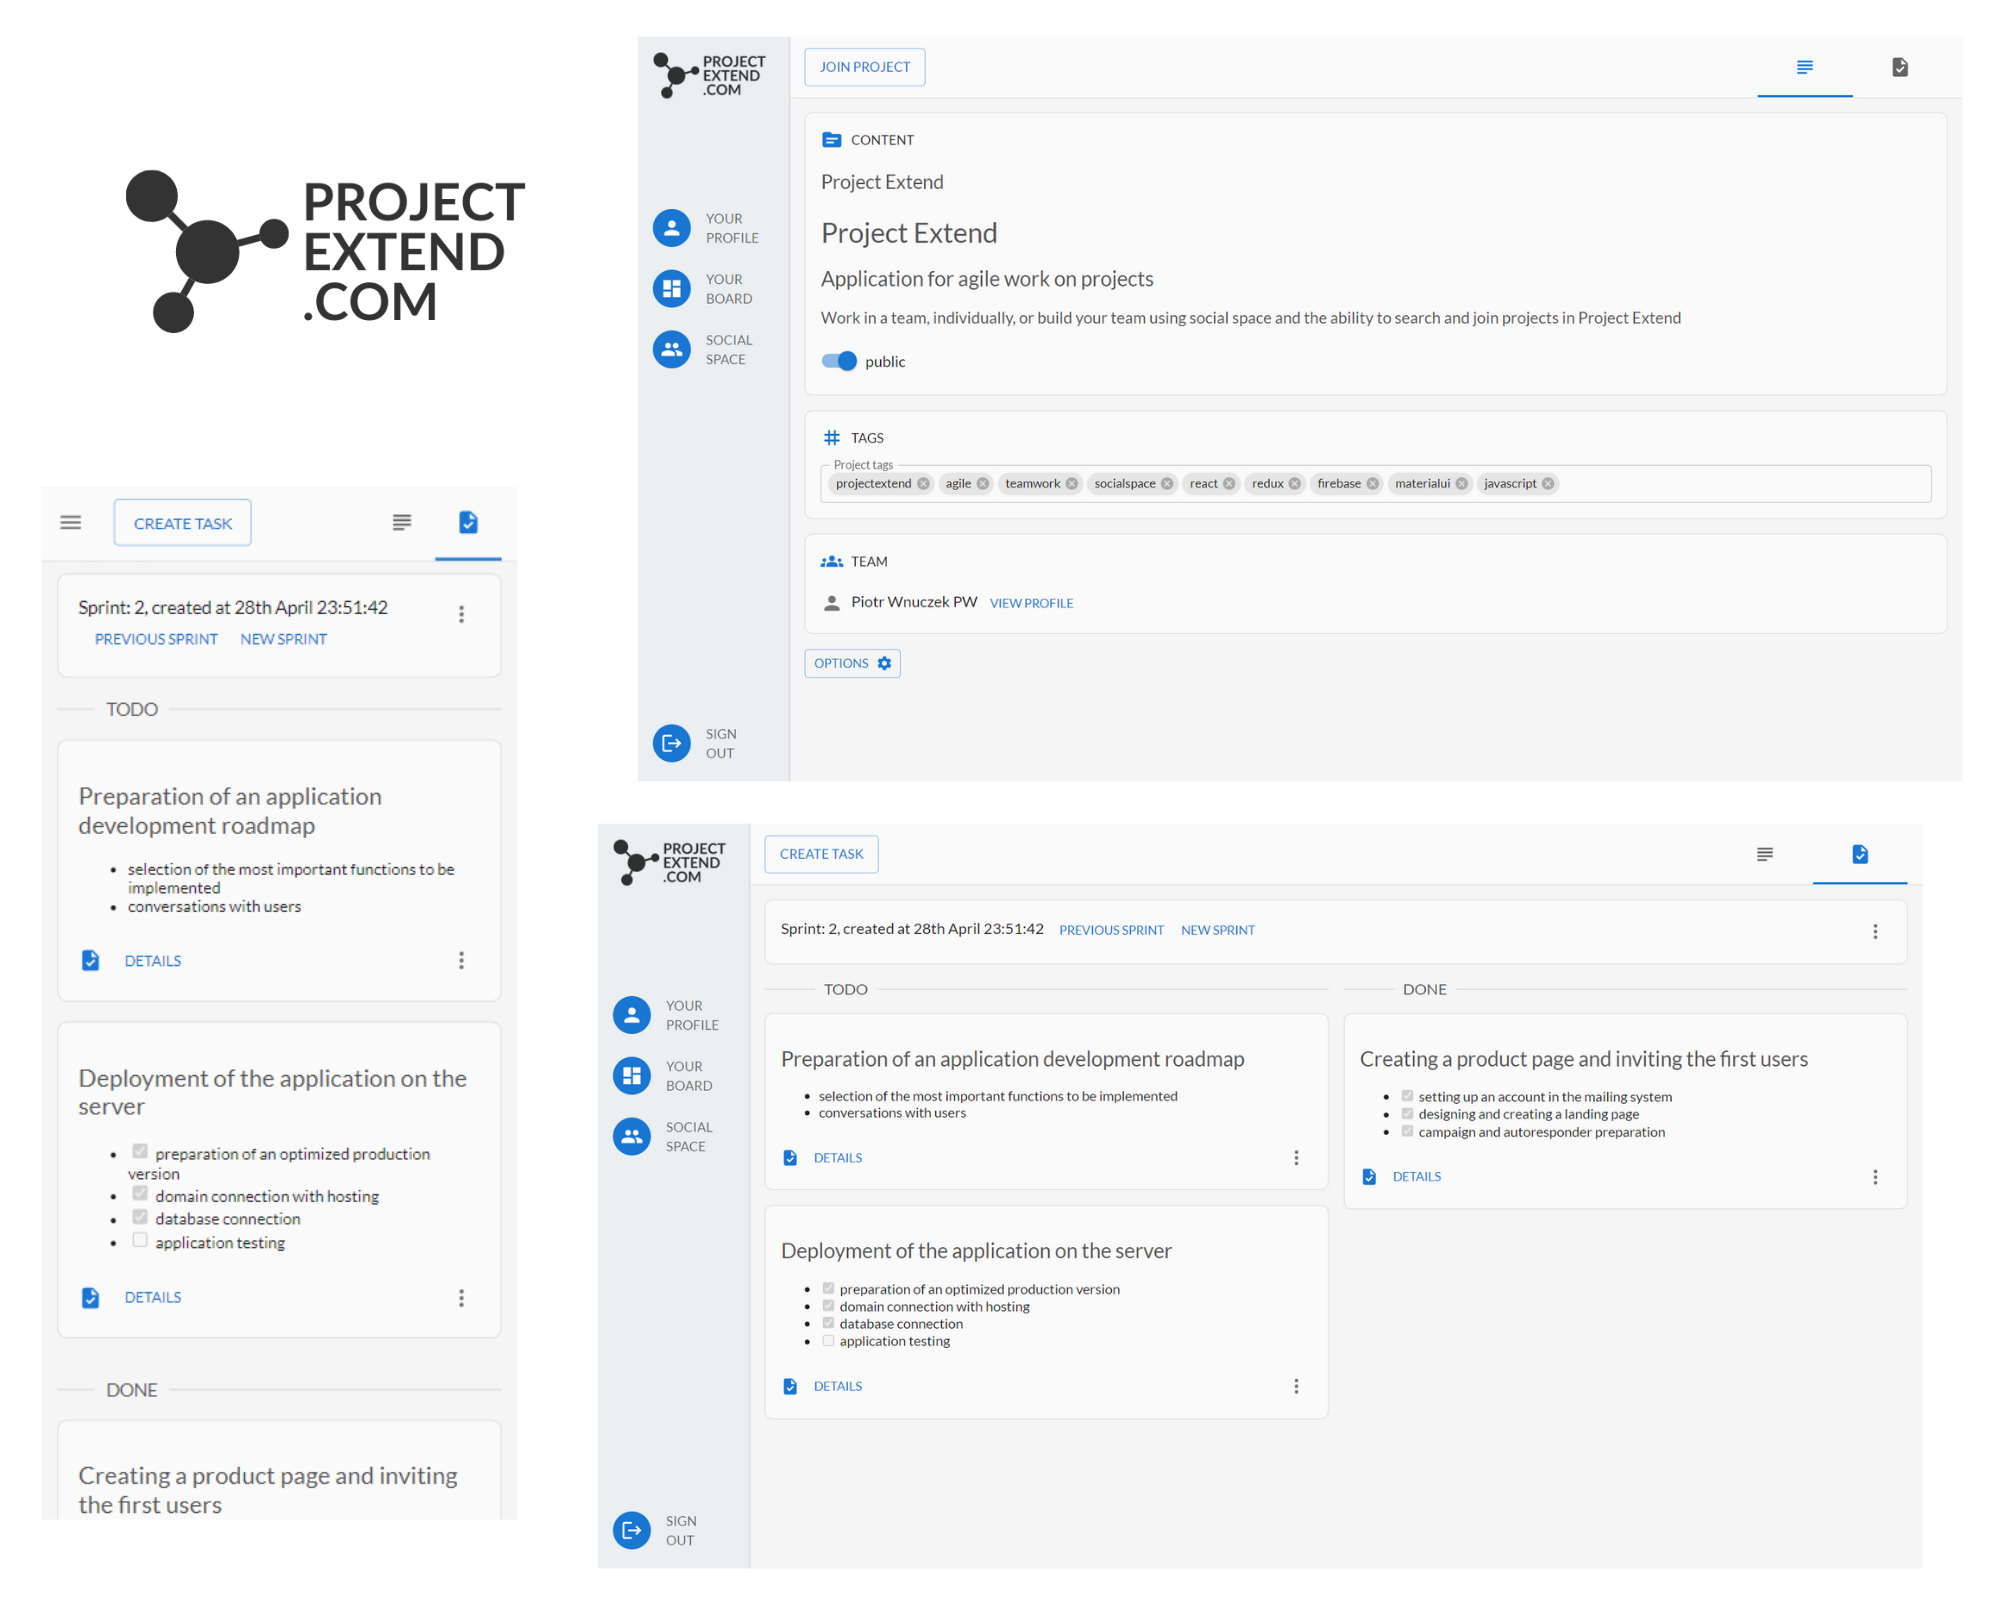 PROJECT
EXTEND
.COM
PROJECT
EXTEND
.COM
JOIN PROJECT
YOUR
PROFILE
YOUR
BOARD
SOCIAL
SPACE
SIGN
OUT
CONTENT
Project Extend
Project Extend
Application for agile work on projects
Work in a team, individually, or build your team using social space and the ability to search and join projects in Project Extend
public
TAGS
Project tags
projectextend agile teamwork socialspace react redux firebase materialui javascript
TEAM
Piotr Wnuczek PW VIEW PROFILE
OPTIONS
CREATE TASK
Sprint: 2, created at 28th April 23:51:42
PREVIOUS SPRINT NEW SPRINT
TODO
Preparation of an application
development roadmap
• selection of the most important functions to be
implemented
• conversations with users
DETAILS
Deployment of the application on the
server
• preparation of an optimized production
version
• domain connection with hosting
• database connection
• application testing
DETAILS
DONE
Creating a product page and inviting
the first users
PROJECT
EXTEND
.COM
CREATE TASK
YOUR
PROFILE
YOUR
BOARD
SOCIAL
SPACE
SIGN
OUT
Sprint: 2, created at 28th April 23:51:42 PREVIOUS SPRINT NEW SPRINT
TODO
Preparation of an application development roadmap
• selection of the most important functions to be implemented
• conversations with users
DETAILS
Deployment of the application on the server
• preparation of an optimized production version
• domain connection with hosting
• database connection
• application testing
DETAILS
DONE
Creating a product page and inviting the first users
• setting up an account in the mailing system
• designing and creating a landing page
• campaign and autoresponder preparation
DETAILS